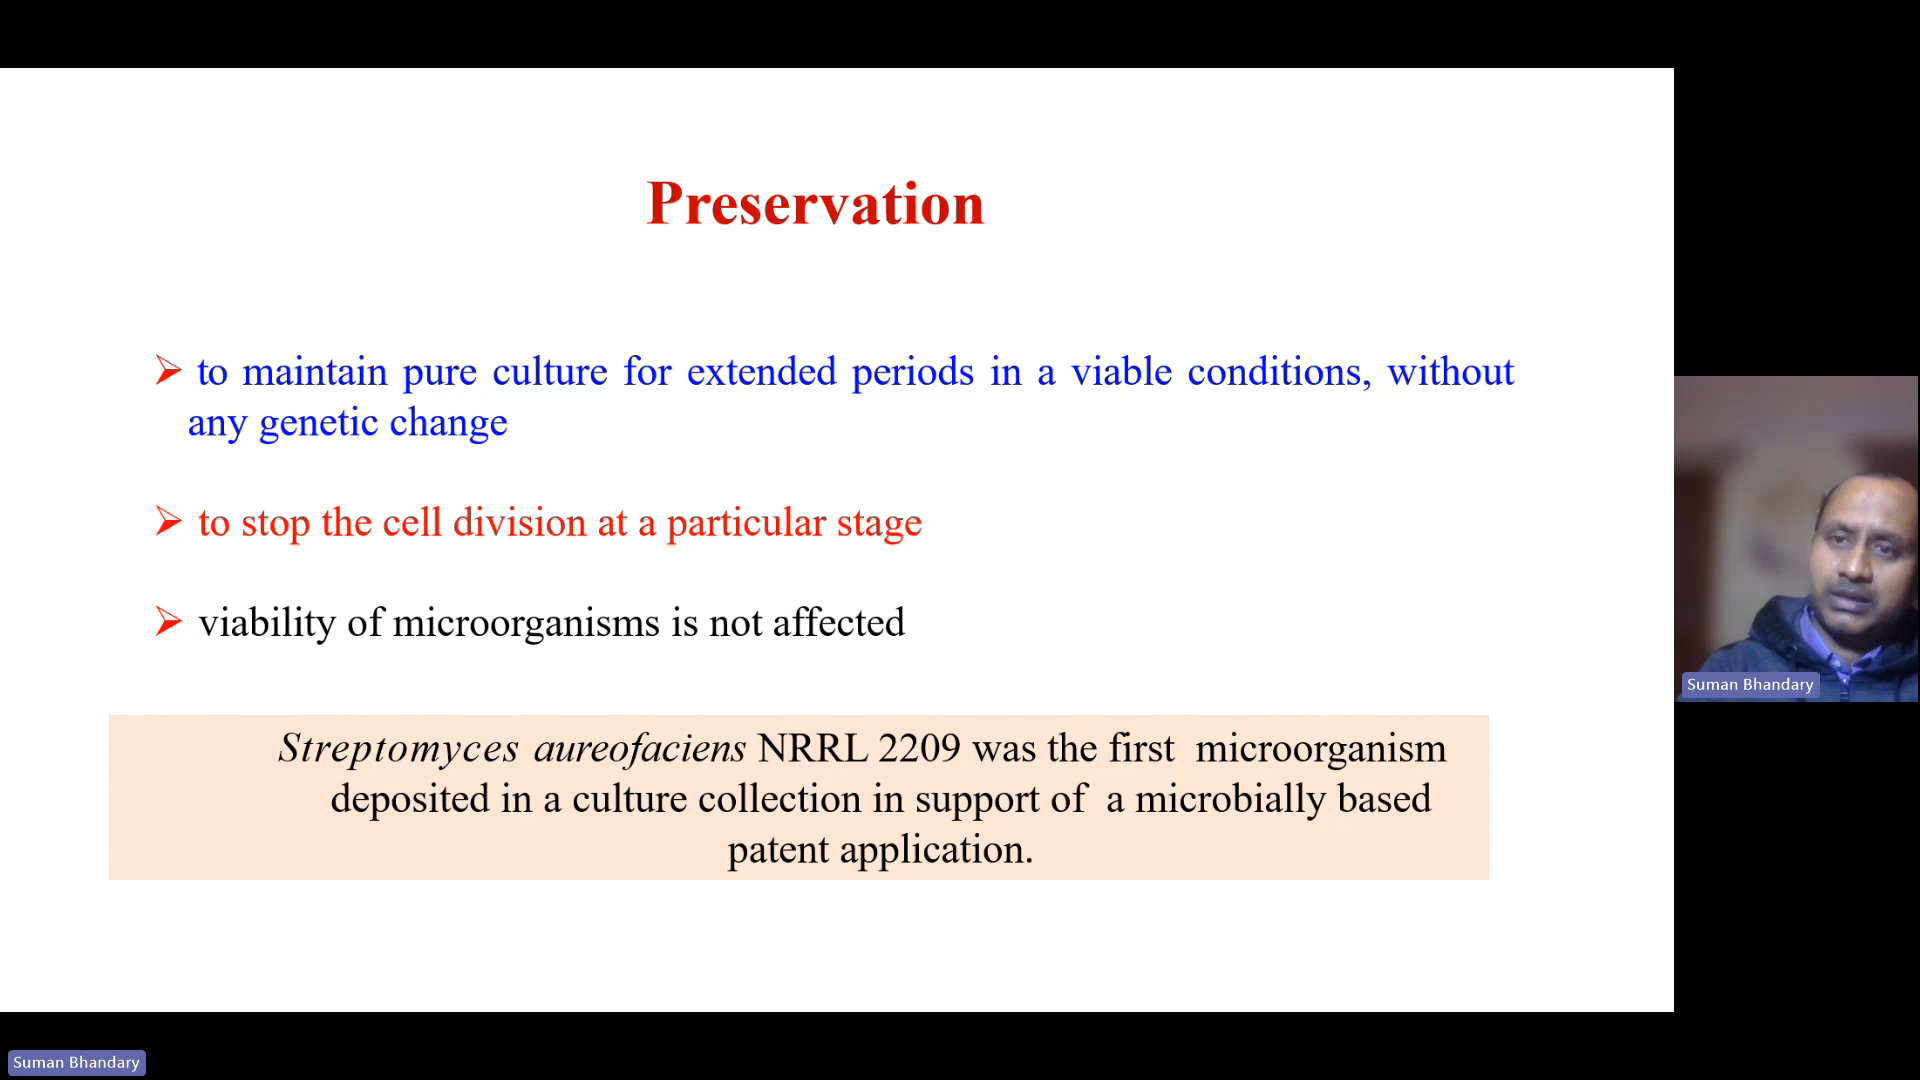 Preservation
➢ to maintain pure culture for extended periods in a viable conditions, without
any genetic change
➢ to stop the cell division at a particular stage
➢ viability of microorganisms is not affected
Streptomyces aureofaciens NRRL 2209 was the first microorganism
deposited in a culture collection in support of a microbially based
patent application.
Suman Bhandary
Suman Bhandary